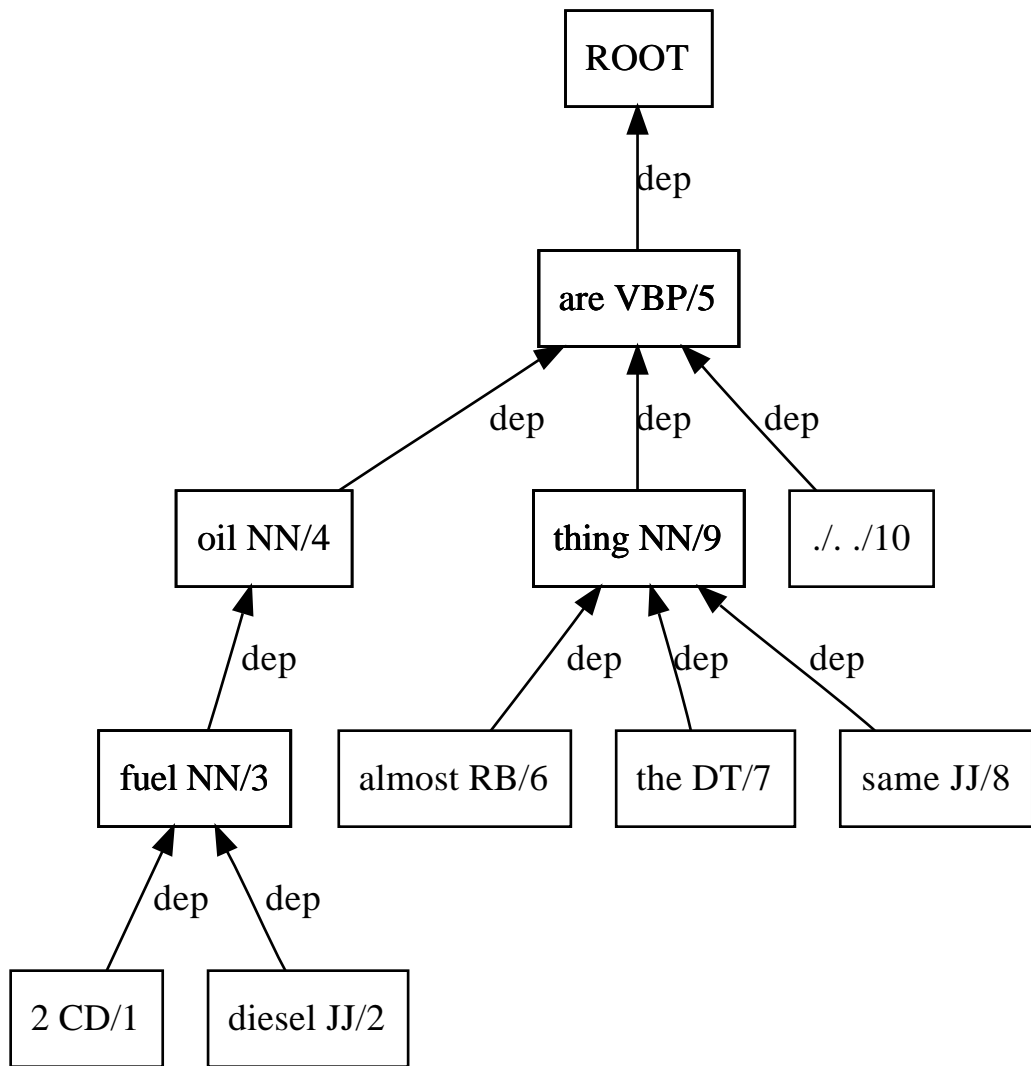 ROOT
dep
are VBP/5
dep dep dep
oil NN/4 thing NN/9 ./. ./10
dep dep dep dep
fuel NN/3 almost RB/6 the DT/7 same JJ/8
dep dep
2 CD/1 diesel JJ/2